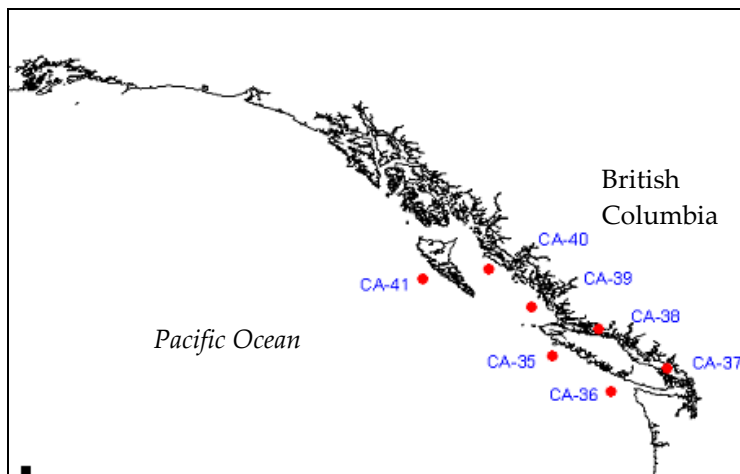 British
Columbia
CA-40
CA-39
CA-41
CA-38
Pacific Ocean
CA-35
CA-37
CA-36